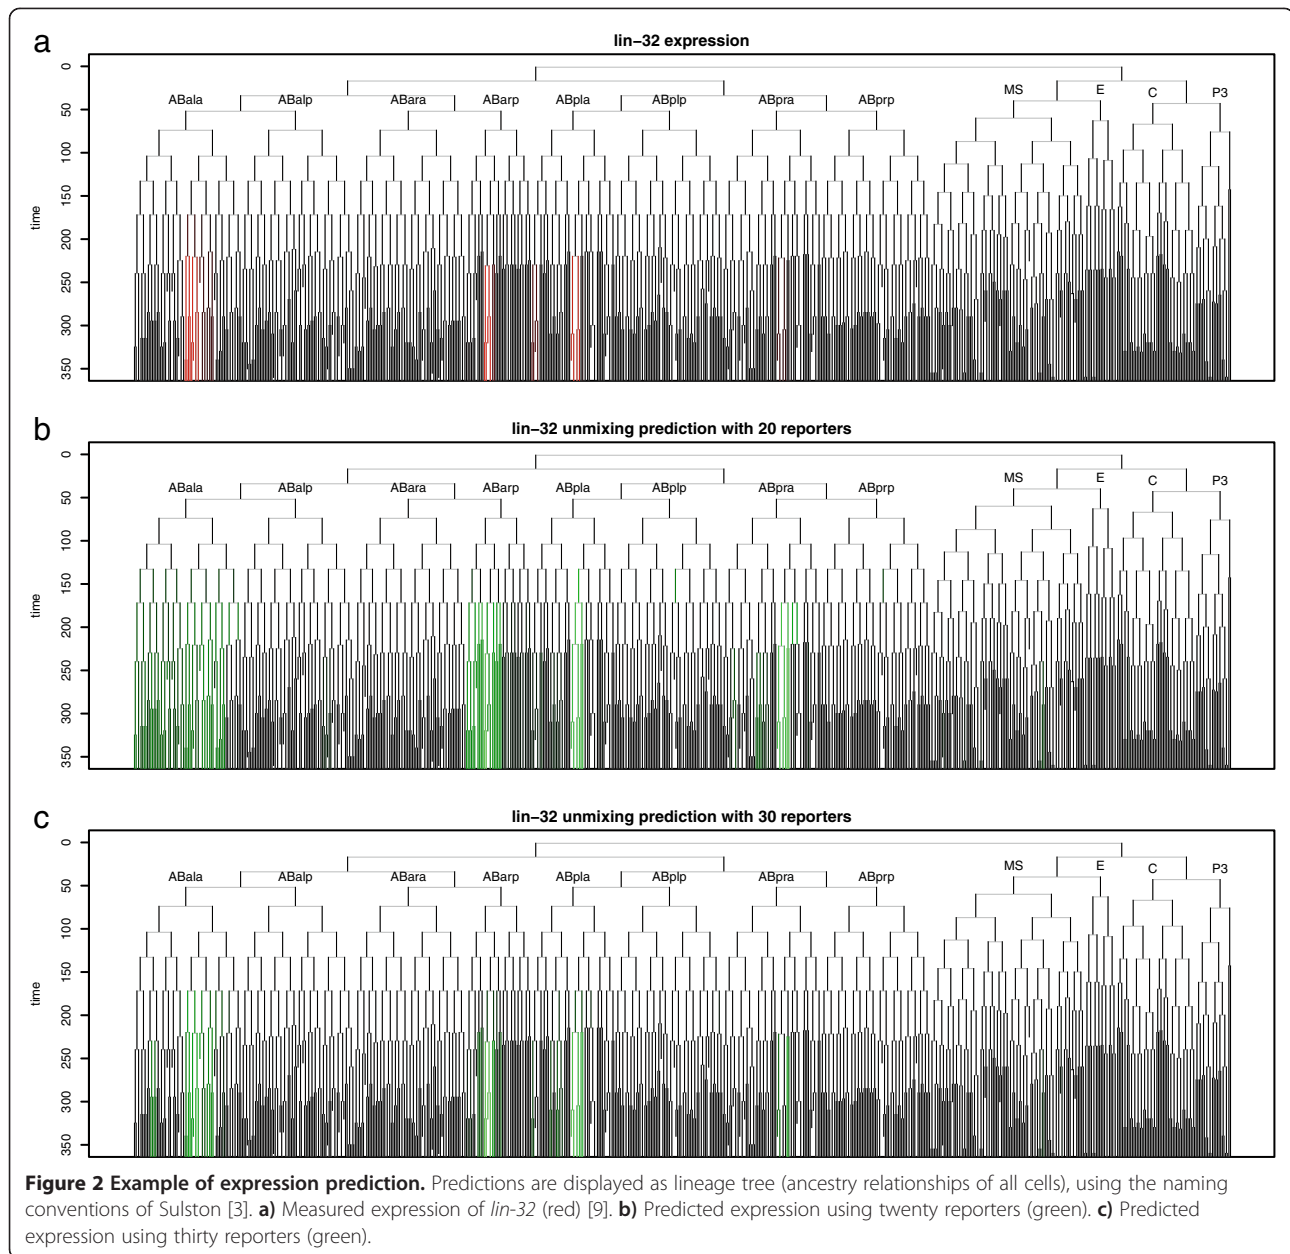 a
lin−32 expression
0
50
100
150
200
250
300
350
time
ABala ABalp ABara ABarp ABpla ABplp ABpra ABprp MS E C P3
b
lin−32 unmixing prediction with 20 reporters
0
50
100
150
200
250
300
350
time
ABala ABalp ABara ABarp ABpla ABplp ABpra ABprp MS E C P3
c
lin−32 unmixing prediction with 30 reporters
0
50
100
150
200
250
300
350
time
ABala ABalp ABara ABarp ABpla ABplp ABpra ABprp MS E C P3
Figure 2 Example of expression prediction. Predictions are displayed as lineage tree (ancestry relationships of all cells), using the naming
conventions of Sulston [3]. a) Measured expression of lin-32 (red) [9]. b) Predicted expression using twenty reporters (green). c) Predicted
expression using thirty reporters (green).